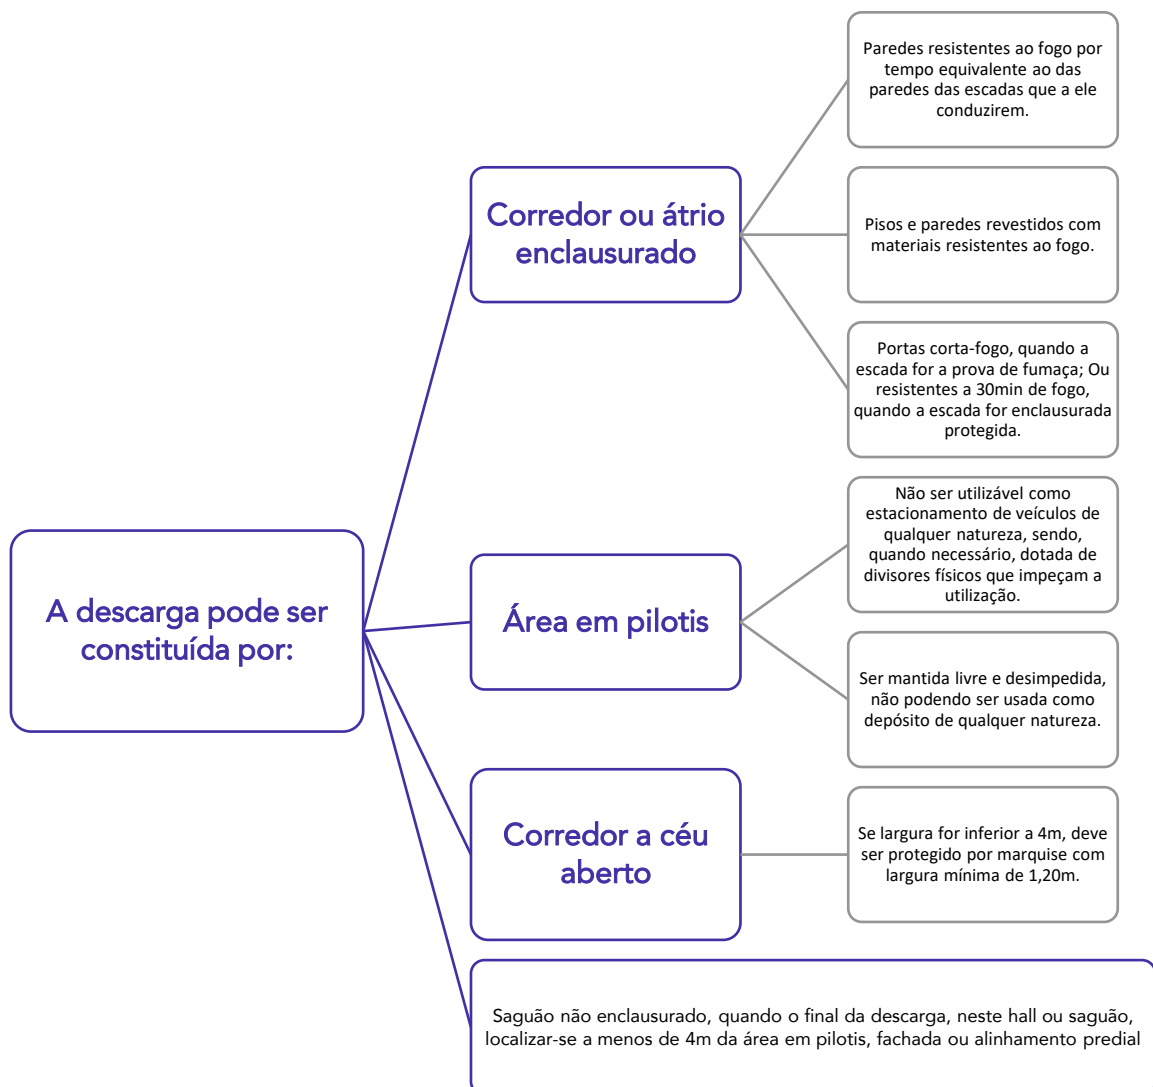 A descarga pode ser
constituída por:
Corredor ou átrio
enclausurado
Paredes resistentes ao fogo por
tempo equivalente ao das
paredes das escadas que a ele
conduzirem.
Pisos e paredes revestidos com
materiais resistentes ao fogo.
Portas corta-fogo, quando a
escada for a prova de fumaça; Ou
resistentes a 30min de fogo,
quando a escada for enclausurada
protegida.
Área em pilotis
Não ser utilizável como
estacionamento de veículos de
qualquer natureza, sendo,
quando necessário, dotada de
divisores físicos que impeçam a
utilização.
Ser mantida livre e desimpedida,
não podendo ser usada como
depósito de qualquer natureza.
Corredor a céu
aberto
Se largura for inferior a 4m, deve
ser protegido por marquise com
largura mínima de 1,20m.
Saguão não enclausurado, quando o final da descarga, neste hall ou saguão,
localizar-se a menos de 4m da área em pilotis, fachada ou alinhamento predial